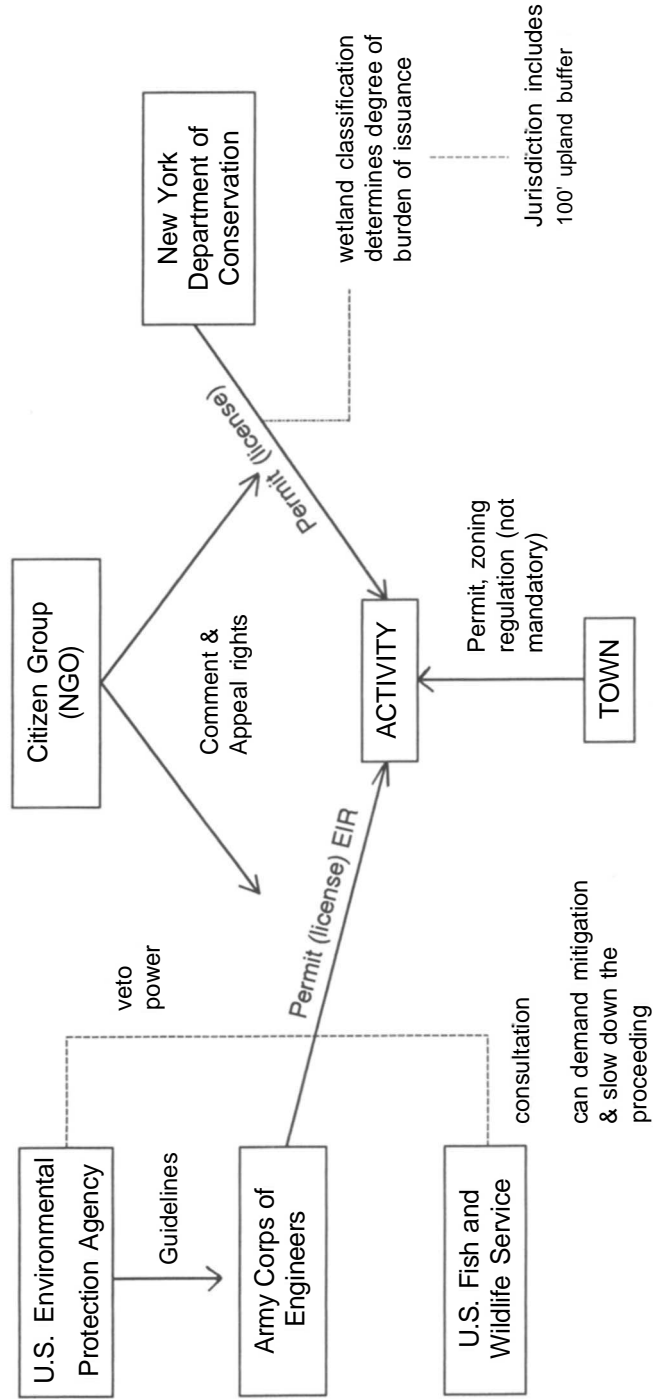 U.S. Environmental
Protection Agency
Guidelines
Army Corps of
Engineers
U.S. Fish and
Wildlife Service
veto
power
consultation
can demand mitigation
& slow down the
proceeding
Permit (license) EIR
Citizen Group
(NGO)
Comment &
Appeal rights
ACTIVITY
Permit, zoning
regulation (not
mandatory)
TOWN
Permit (license)
New York
Department of
Conservation
wetland classification
determines degree of
burden of issuance
Jurisdiction includes
100' upland buffer